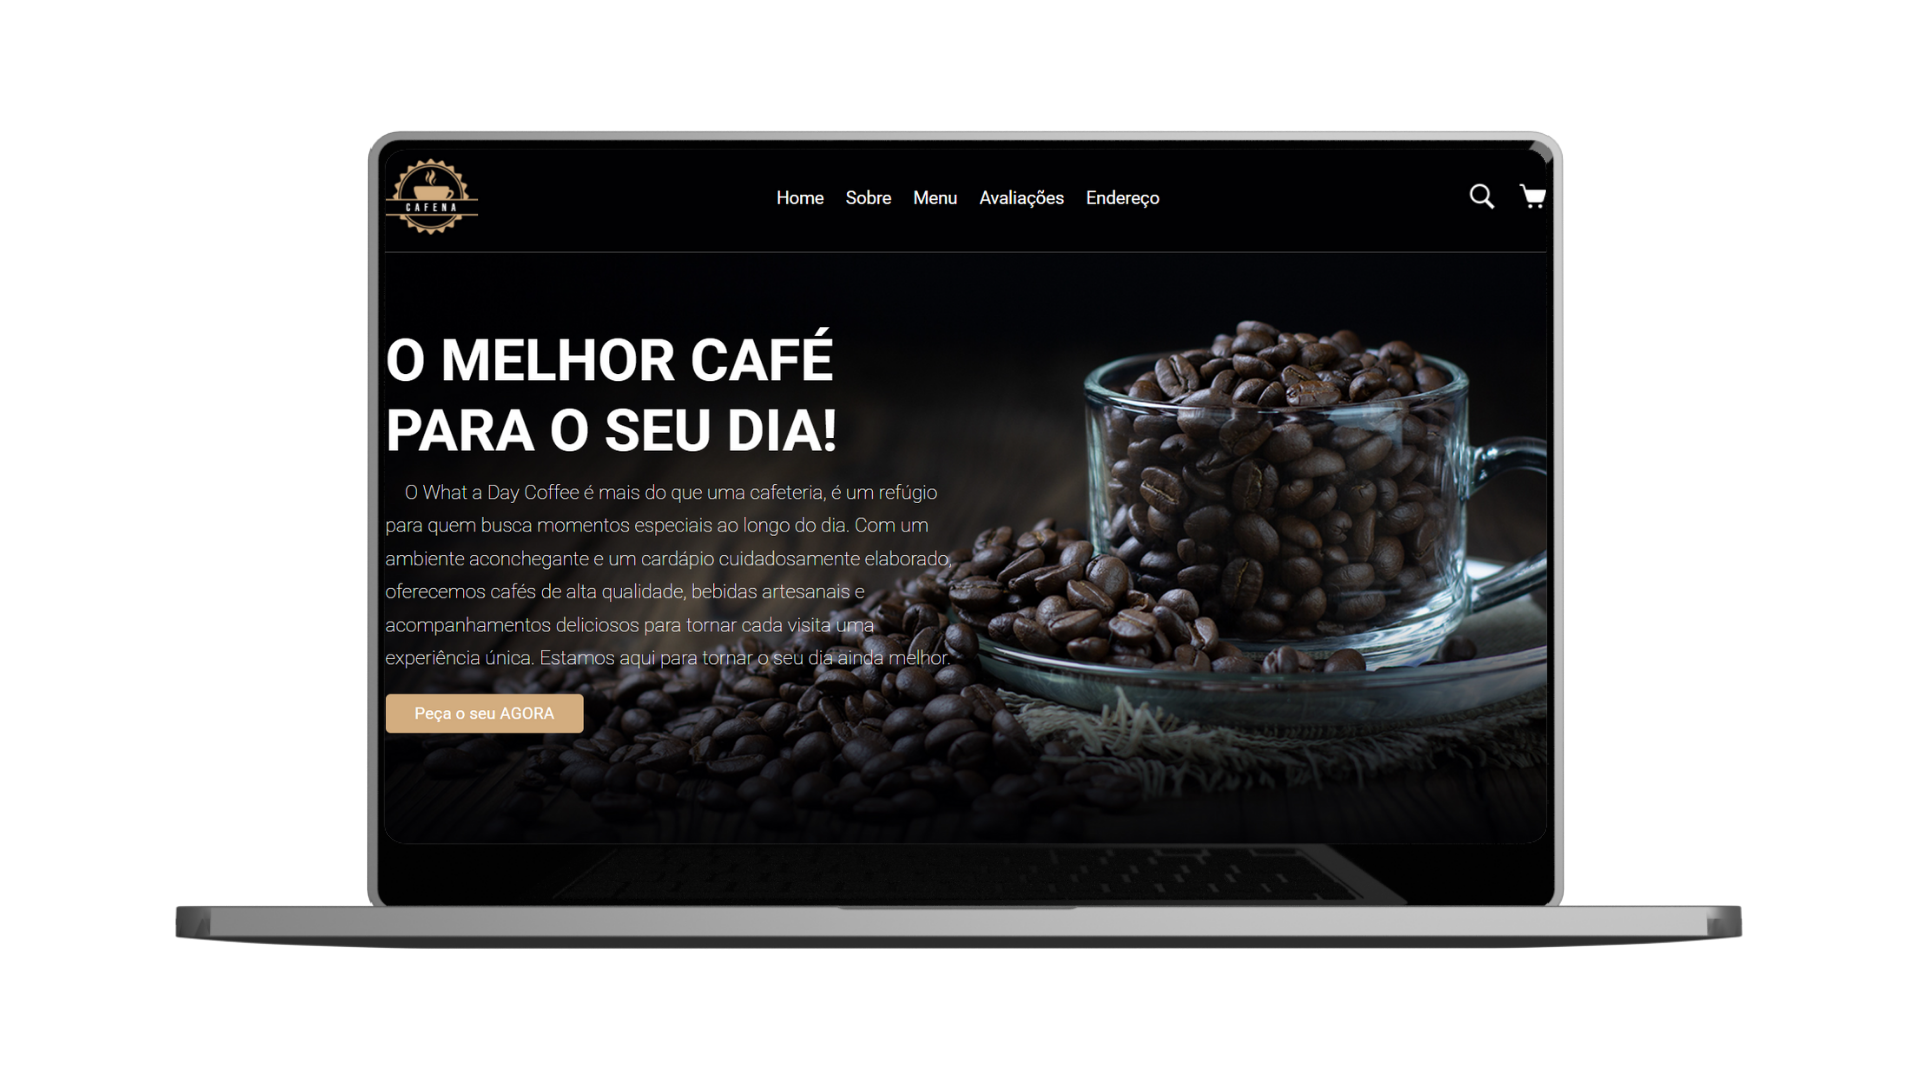 CAFENA
Home Sobre Menu Avaliações Endereço
O MELHOR CAFÉ
PARA O SEU DIA!
O What a Day Coffee é mais do que uma cafeteria, é um refúgio
para quem busca momentos especiais ao longo do dia. Com um
ambiente aconchegante e um cardápio cuidadosamente elaborado,
oferecemos cafés de alta qualidade, bebidas artesanais e
acompanhamentos deliciosos para tornar cada visita uma
experiência única. Estamos aqui para tornar o seu dia ainda melhor.
Peça o seu AGORA